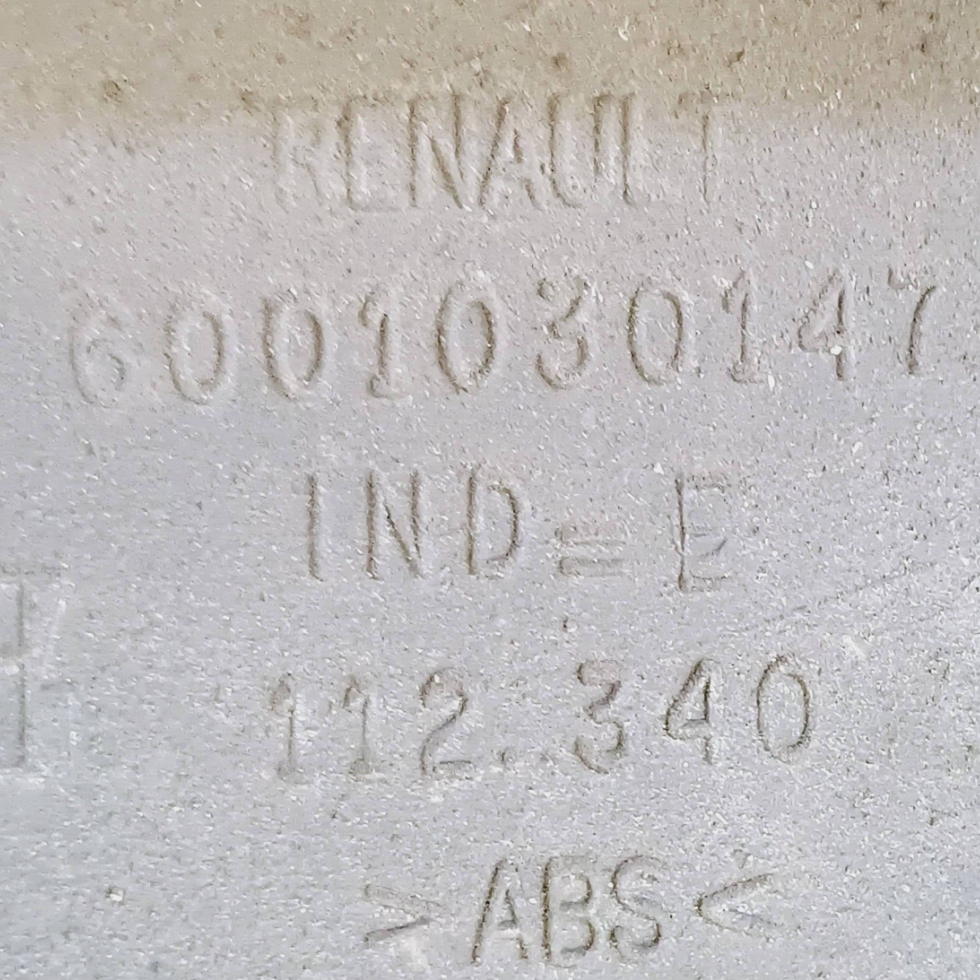 RENAULT
6001030147
IND = E
112.340
>ABS<